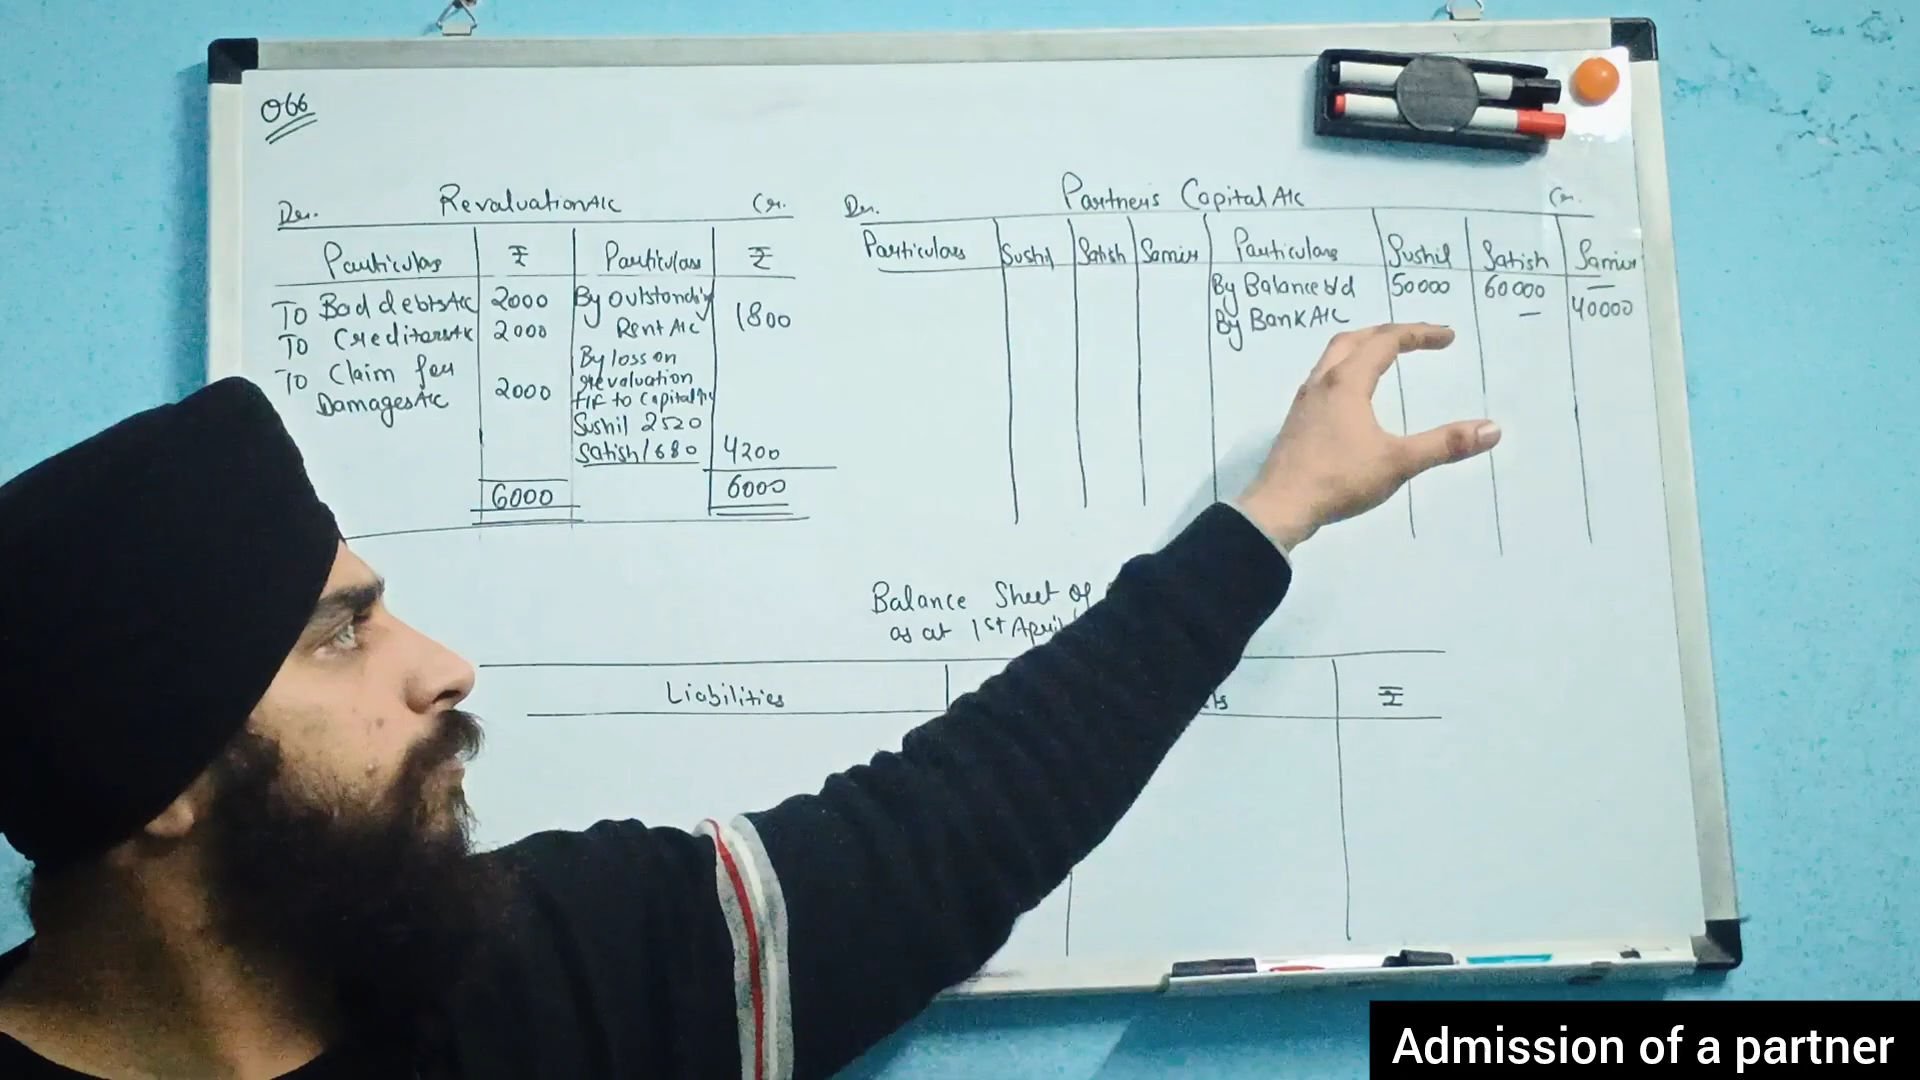 Q66
Dr. Revaluation A/c Cr.
Particulars ₹ Particulars ₹
To Bad debts A/c 2000
To Creditors A/c 2000
To Claim for
Damages A/c 2000
6000
By outstanding
Rent A/c 1800
By loss on
revaluation
t/f to Capital A/c
Sushil 2520
Satish 1680 4200
6000
Dr. Partner's Capital A/c Cr.
Particulars Sushil Satish Samir Particulars Sushil Satish Samir
By Balance b/d 50000 60000 —
By Bank A/c — 40000
Balance Sheet of
as at 1st April
Liabilities ₹
Admission of a partner